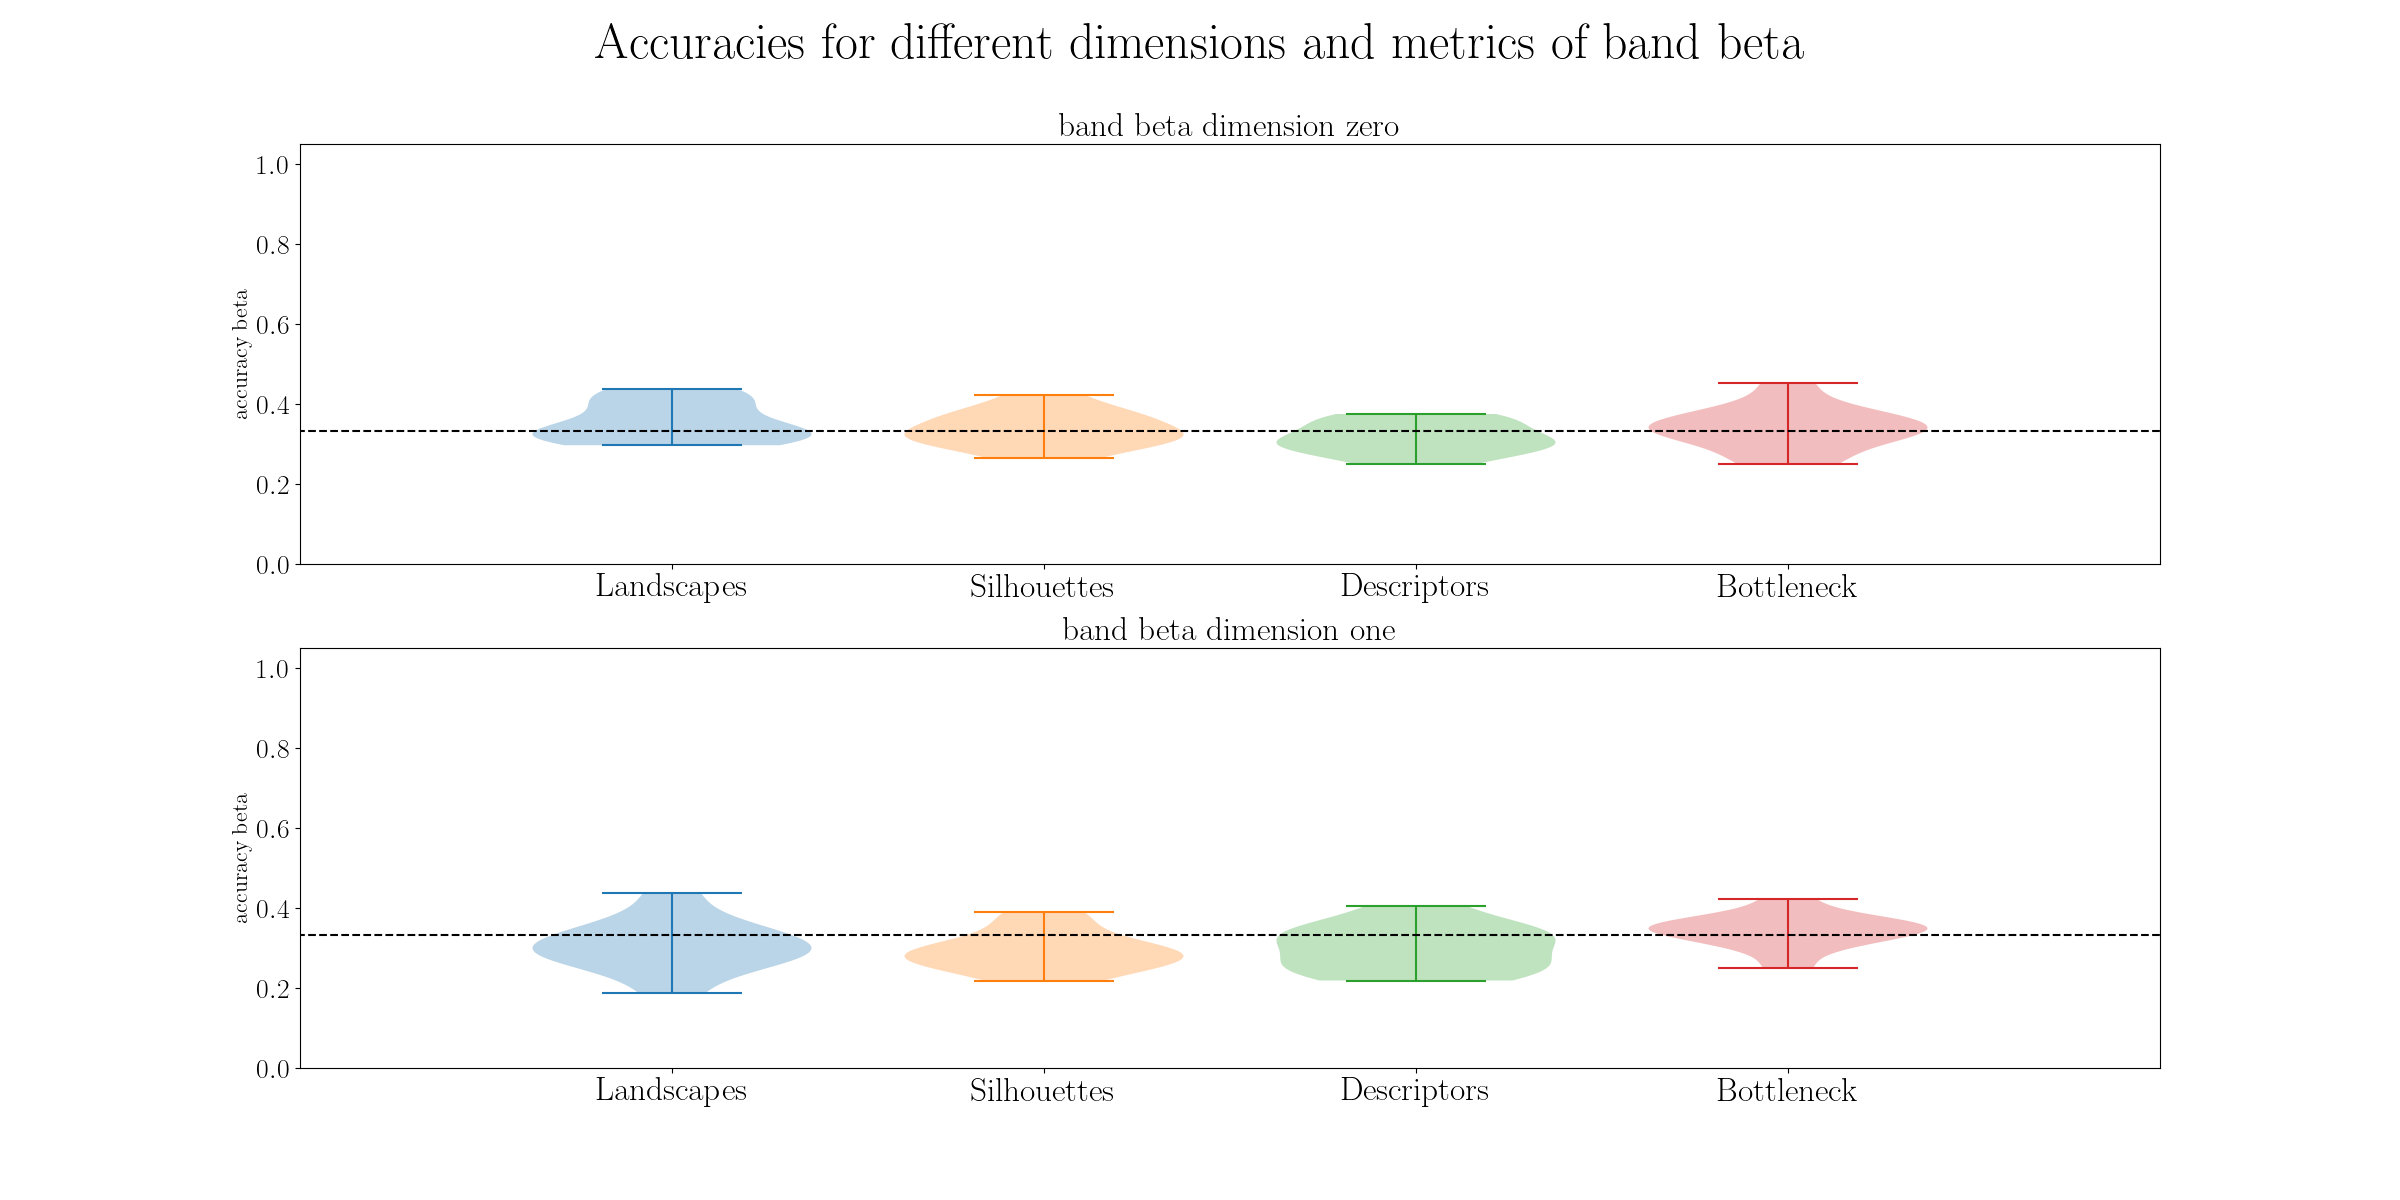 Accuracies for different dimensions and metrics of band beta
band beta dimension zero
1.0
0.8
0.6
0.4
0.2
0.0
accuracy beta
Landscapes Silhouettes Descriptors Bottleneck
band beta dimension one
1.0
0.8
0.6
0.4
0.2
0.0
accuracy beta
Landscapes Silhouettes Descriptors Bottleneck